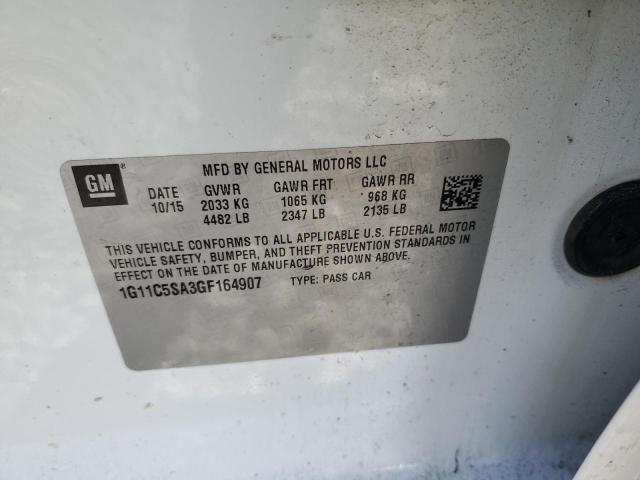 GM
MFD BY GENERAL MOTORS LLC
DATE GVWR GAWR FRT GAWR RR
10/15 2033 KG 1065 KG 968 KG
4482 LB 2347 LB 2135 LB
THIS VEHICLE CONFORMS TO ALL APPLICABLE U.S. FEDERAL MOTOR
VEHICLE SAFETY, BUMPER, AND THEFT PREVENTION STANDARDS IN
EFFECT ON THE DATE OF MANUFACTURE SHOWN ABOVE.
1G11C5SA3GF164907 TYPE: PASS CAR